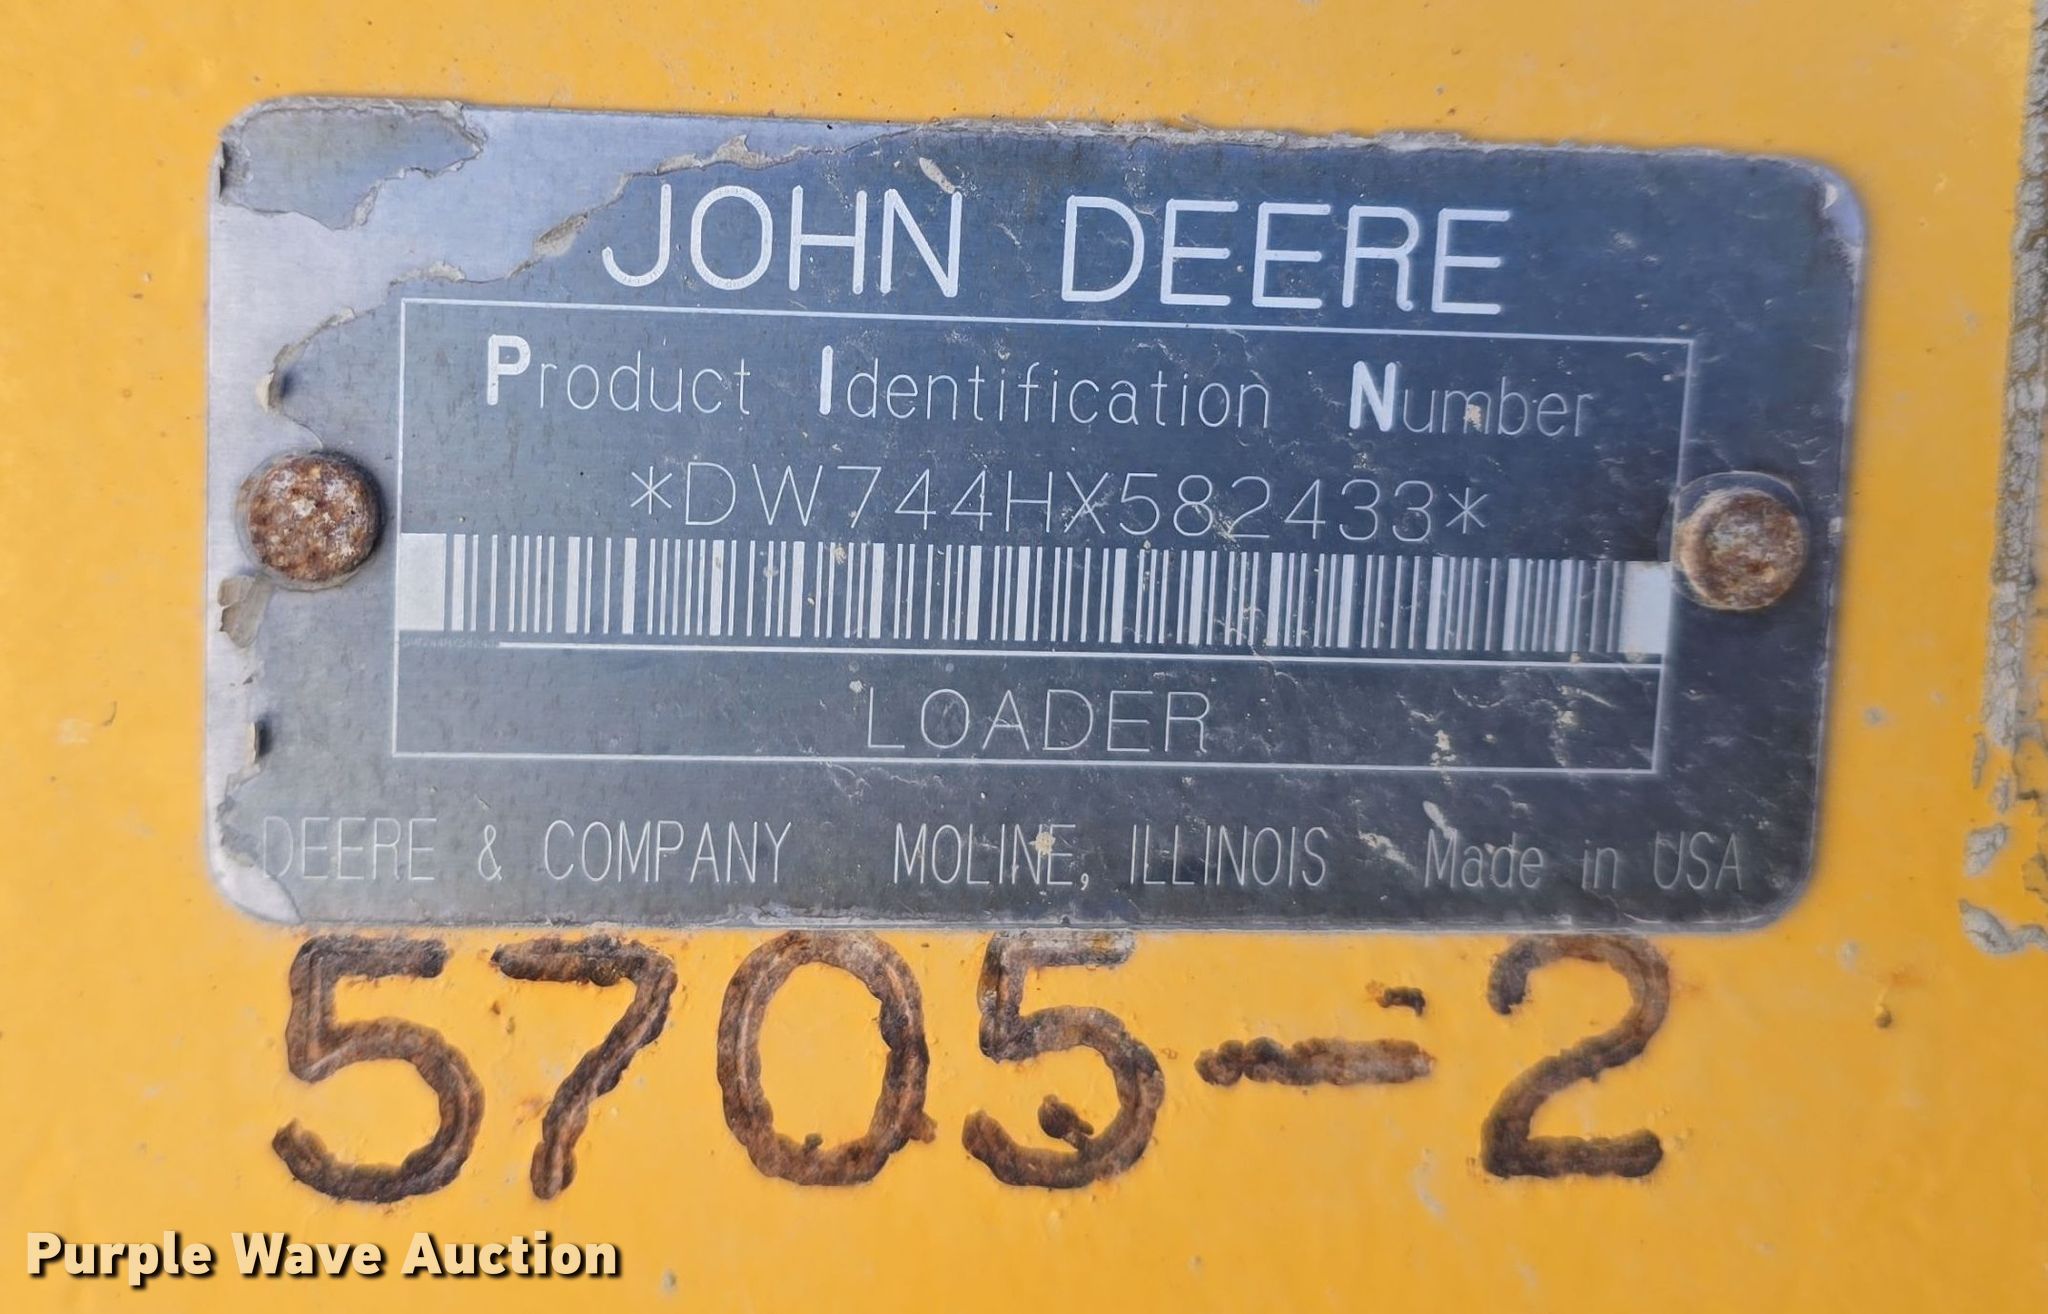 JOHN DEERE
Product Identification Number
*DW744HX582433*
LOADER
DEERE & COMPANY MOLINE, ILLINOIS Made in USA
5705-2
Purple Wave Auction